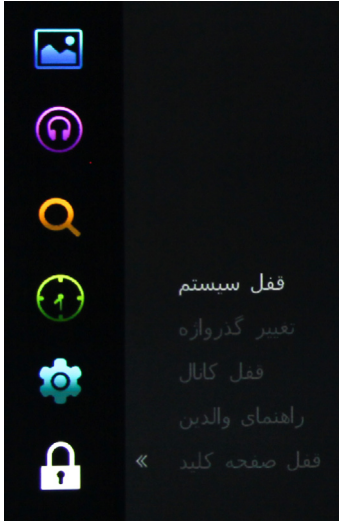 قفل سیستم
تغییر گذرواژه
قفل کانال
راهنمای والدین
قفل صفحه کلید »